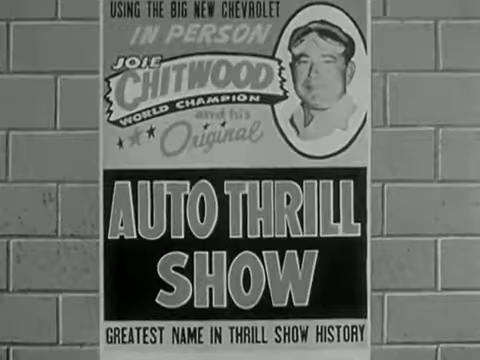 USING THE BIG NEW CHEVROLET
IN PERSON
JOIE
CHITWOOD
WORLD CHAMPION
and his
Original
AUTO THRILL
SHOW
GREATEST NAME IN THRILL SHOW HISTORY